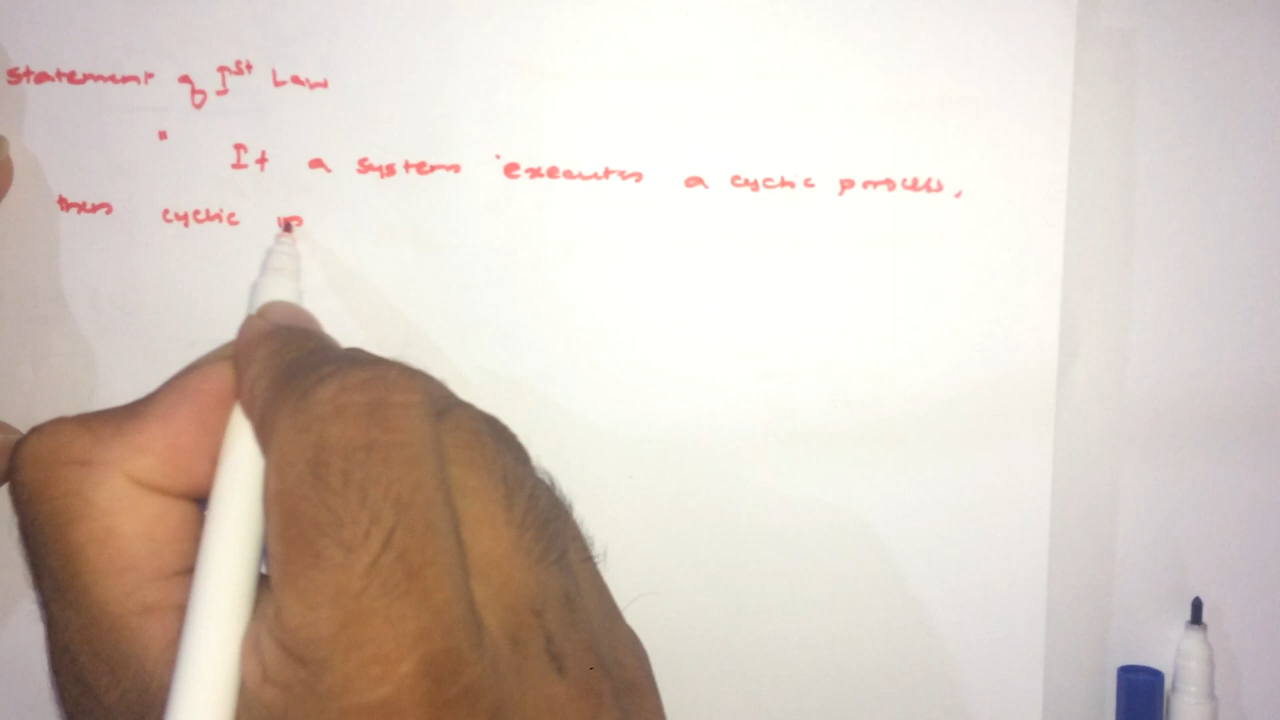 Statement of Ist Law
" If a system executes a cyclic process,
then cyclic